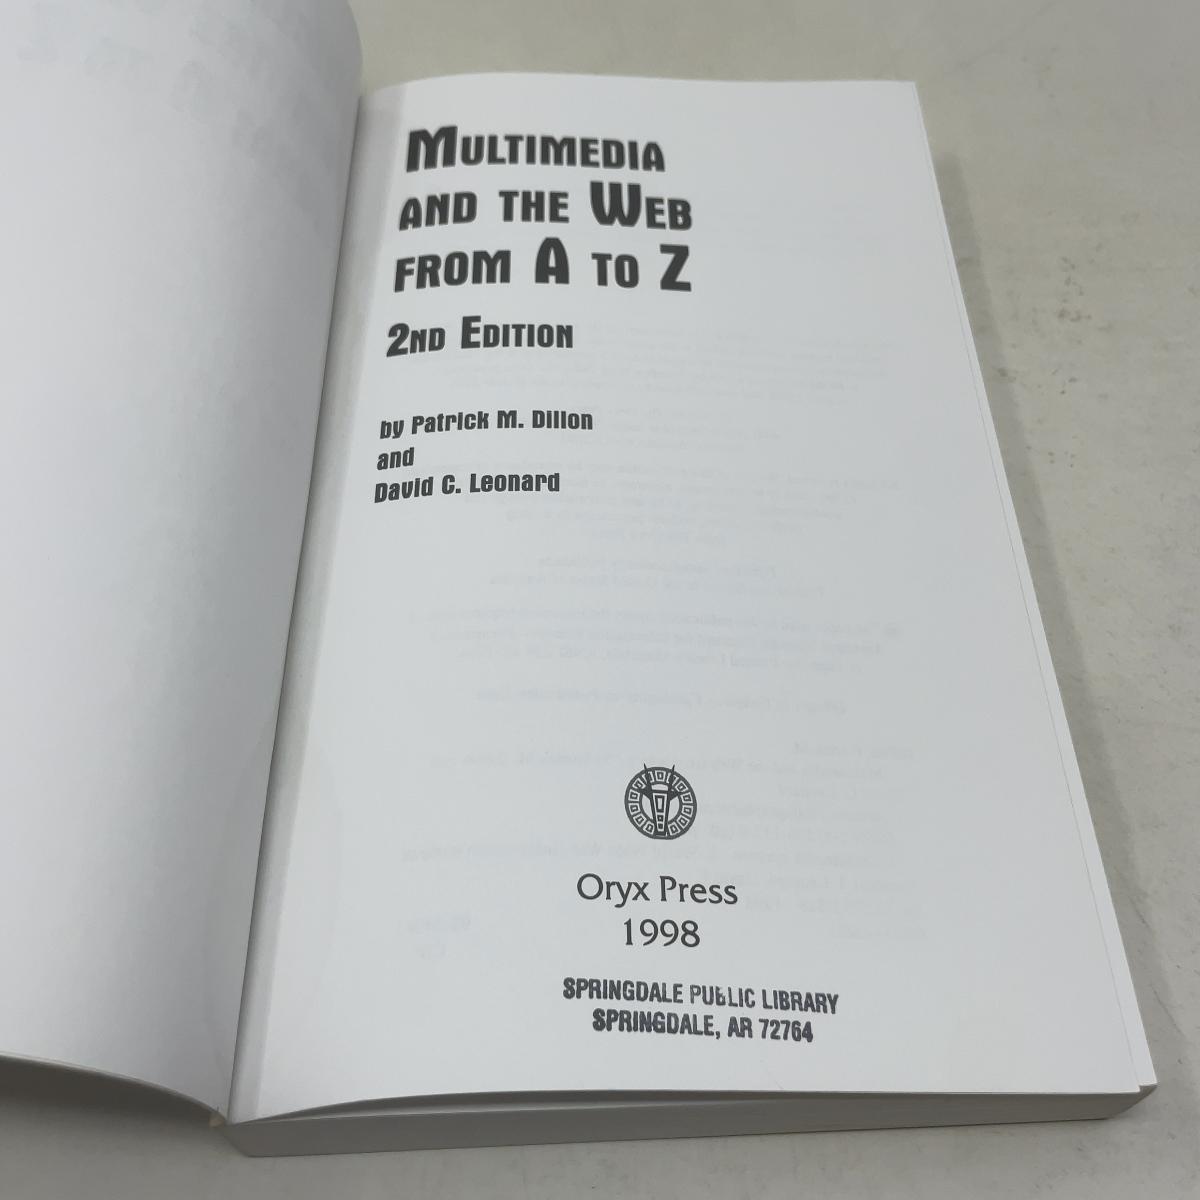 Multimedia
and the Web
from A to Z
2nd Edition
by Patrick M. Dillon
and
David C. Leonard
Oryx Press
1998
SPRINGDALE PUBLIC LIBRARY
SPRINGDALE, AR 72764